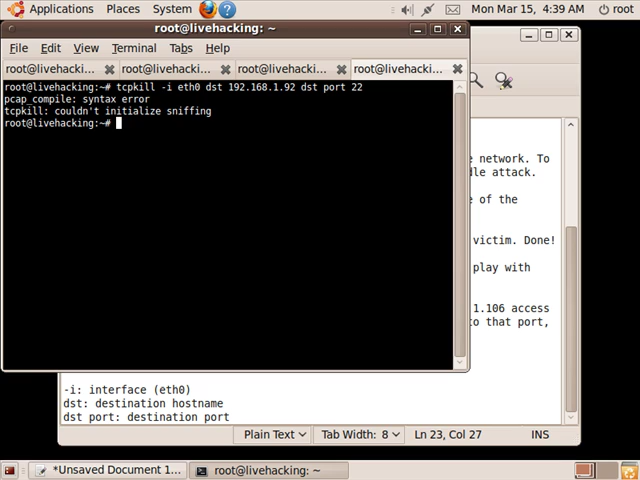 Applications Places System Mon Mar 15, 4:39 AM root
root@livehacking: ~
File Edit View Terminal Tabs Help
root@livehacki... root@livehacki... root@livehacki... root@livehacki...
root@livehacking:~# tcpkill -i eth0 dst 192.168.1.92 dst port 22
pcap_compile: syntax error
tcpkill: couldn't initialize sniffing
root@livehacking:~#
network. To
attack.
of the
victim. Done!
play with
1.106 access
to that port,
-i: interface (eth0)
dst: destination hostname
dst port: destination port
Plain Text Tab Width: 8 Ln 23, Col 27 INS
*Unsaved Document 1... root@livehacking: ~